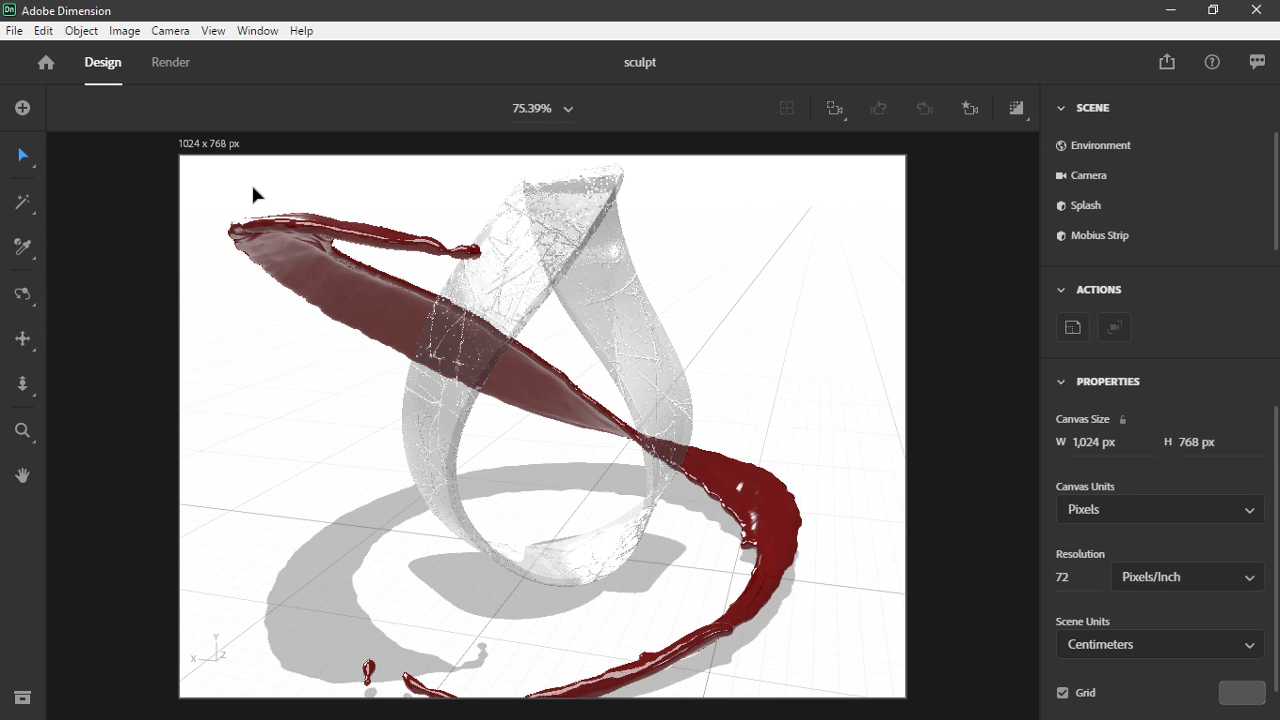 Dn Adobe Dimension
File Edit Object Image Camera View Window Help
Design Render sculpt
75.39%
1024 x 768 px
Y
X Z
SCENE
Environment
Camera
Splash
Mobius Strip
ACTIONS
PROPERTIES
Canvas Size
W 1,024 px H 768 px
Canvas Units
Pixels
Resolution
72 Pixels/Inch
Scene Units
Centimeters
Grid